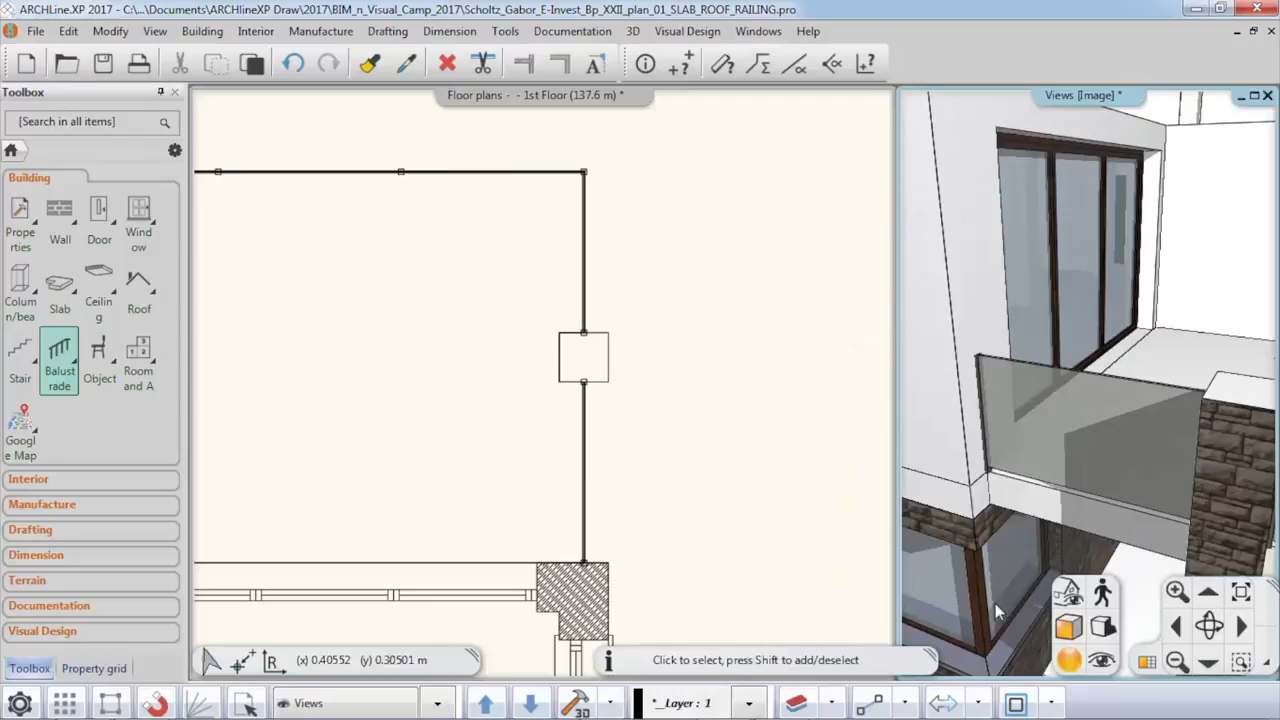 ARCHLine.XP 2017 - C:\...\Documents\ARCHlineXP Draw\2017\BIM_n_Visual_Camp_2017\Scholtz_Gabor_E-Invest_Bp_XXII_plan_01_SLAB_ROOF_RAILING.pro
File Edit Modify View Building Interior Manufacture Drafting Dimension Tools Documentation 3D Visual Design Windows Help
Toolbox
Floor plans - - 1st Floor (137.6 m) *
Views [Image] *
[Search in all items]
Building
Prope
rties
Wall
Door
Wind
ow
Colum
n/bea
Slab
Ceilin
g
Roof
Stair
Balust
rade
Object
Room
and A
Googl
e Map
Interior
Manufacture
Drafting
Dimension
Terrain
Documentation
Visual Design
Toolbox
Property grid
R
(x) 0.40552 (y) 0.30501 m
Click to select, press Shift to add/deselect
Views
3D
*_Layer : 1